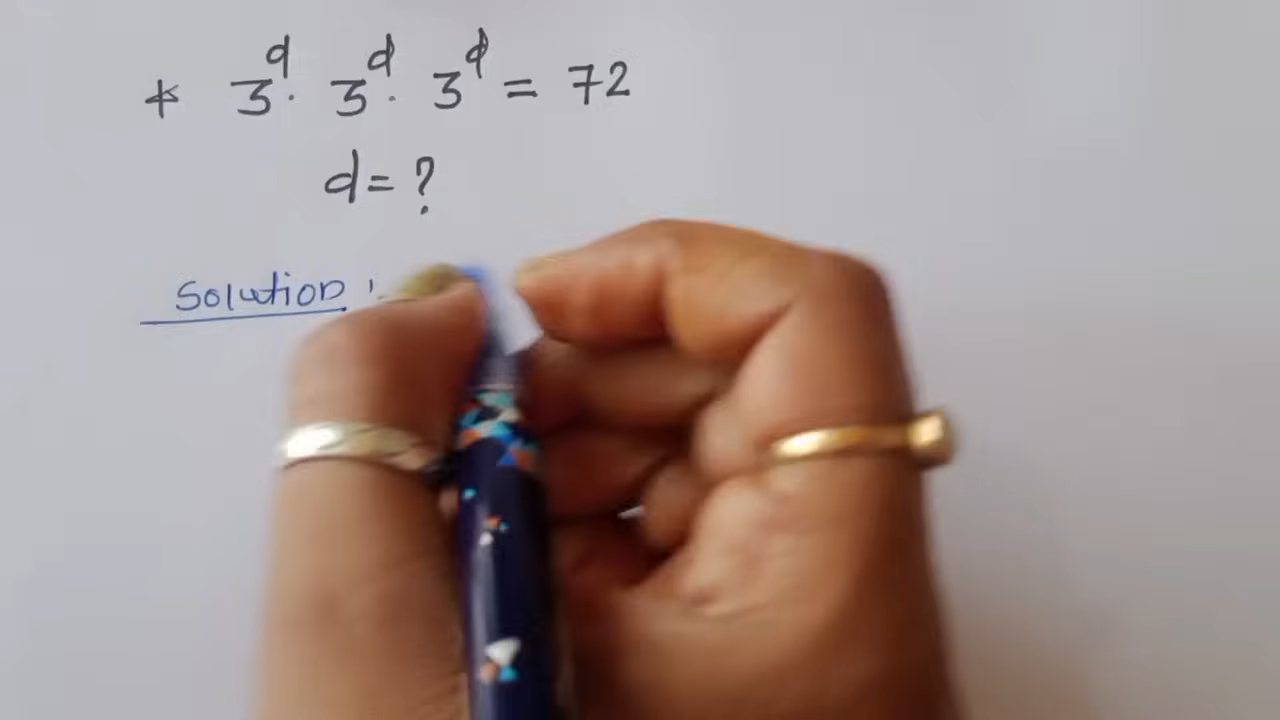 * 3^d · 3^d · 3^d = 72
d = ?
Solution :